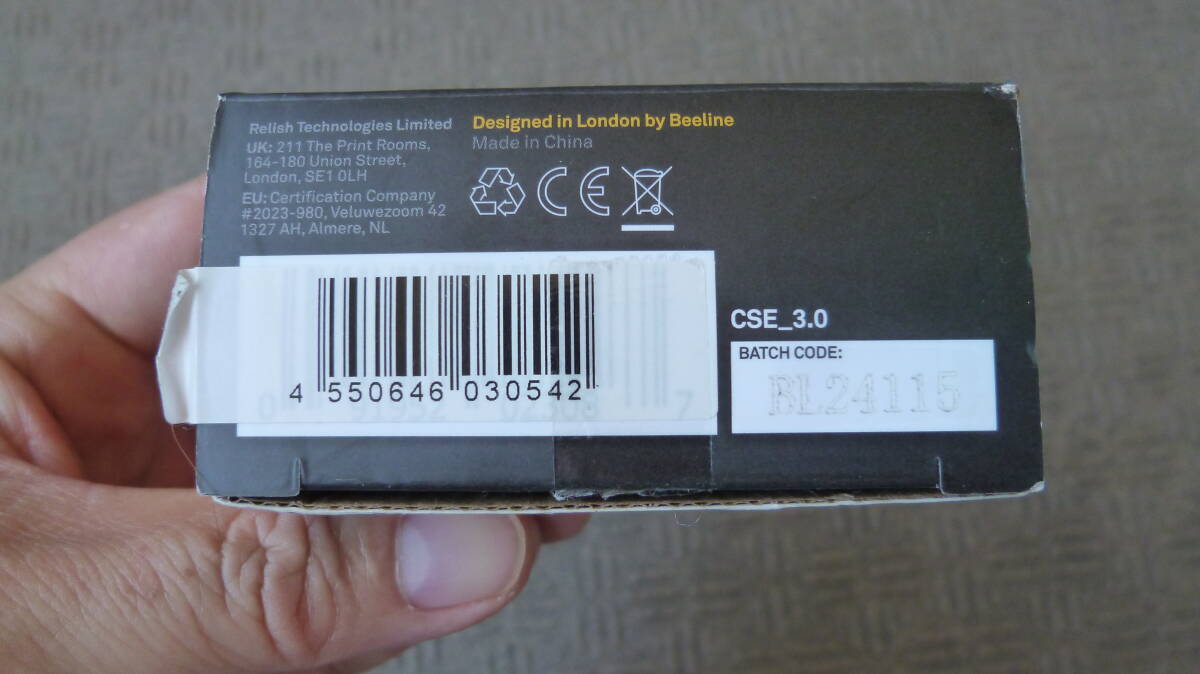 Relish Technologies Limited
UK: 211 The Print Rooms,
164-180 Union Street,
London, SE1 0LH
EU: Certification Company
#2023-980, Veluwezoom 42
1327 AH, Almere, NL
Designed in London by Beeline
Made in China
CE
4 550646 030542
CSE_3.0
BATCH CODE:
BL24115